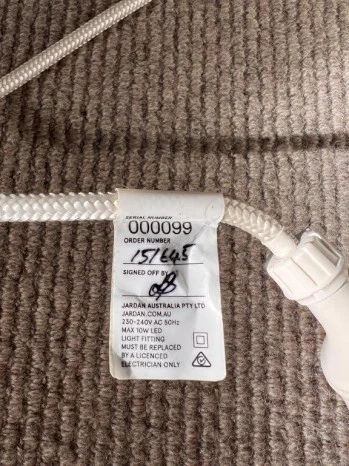 SERIAL NUMBER
000099
ORDER NUMBER
151645
SIGNED OFF BY
JARDAN AUSTRALIA PTY LTD
JARDAN.COM.AU
230-240V AC 50Hz
MAX 10W LED
LIGHT FITTING
MUST BE REPLACED
BY A LICENCED
ELECTRICIAN ONLY